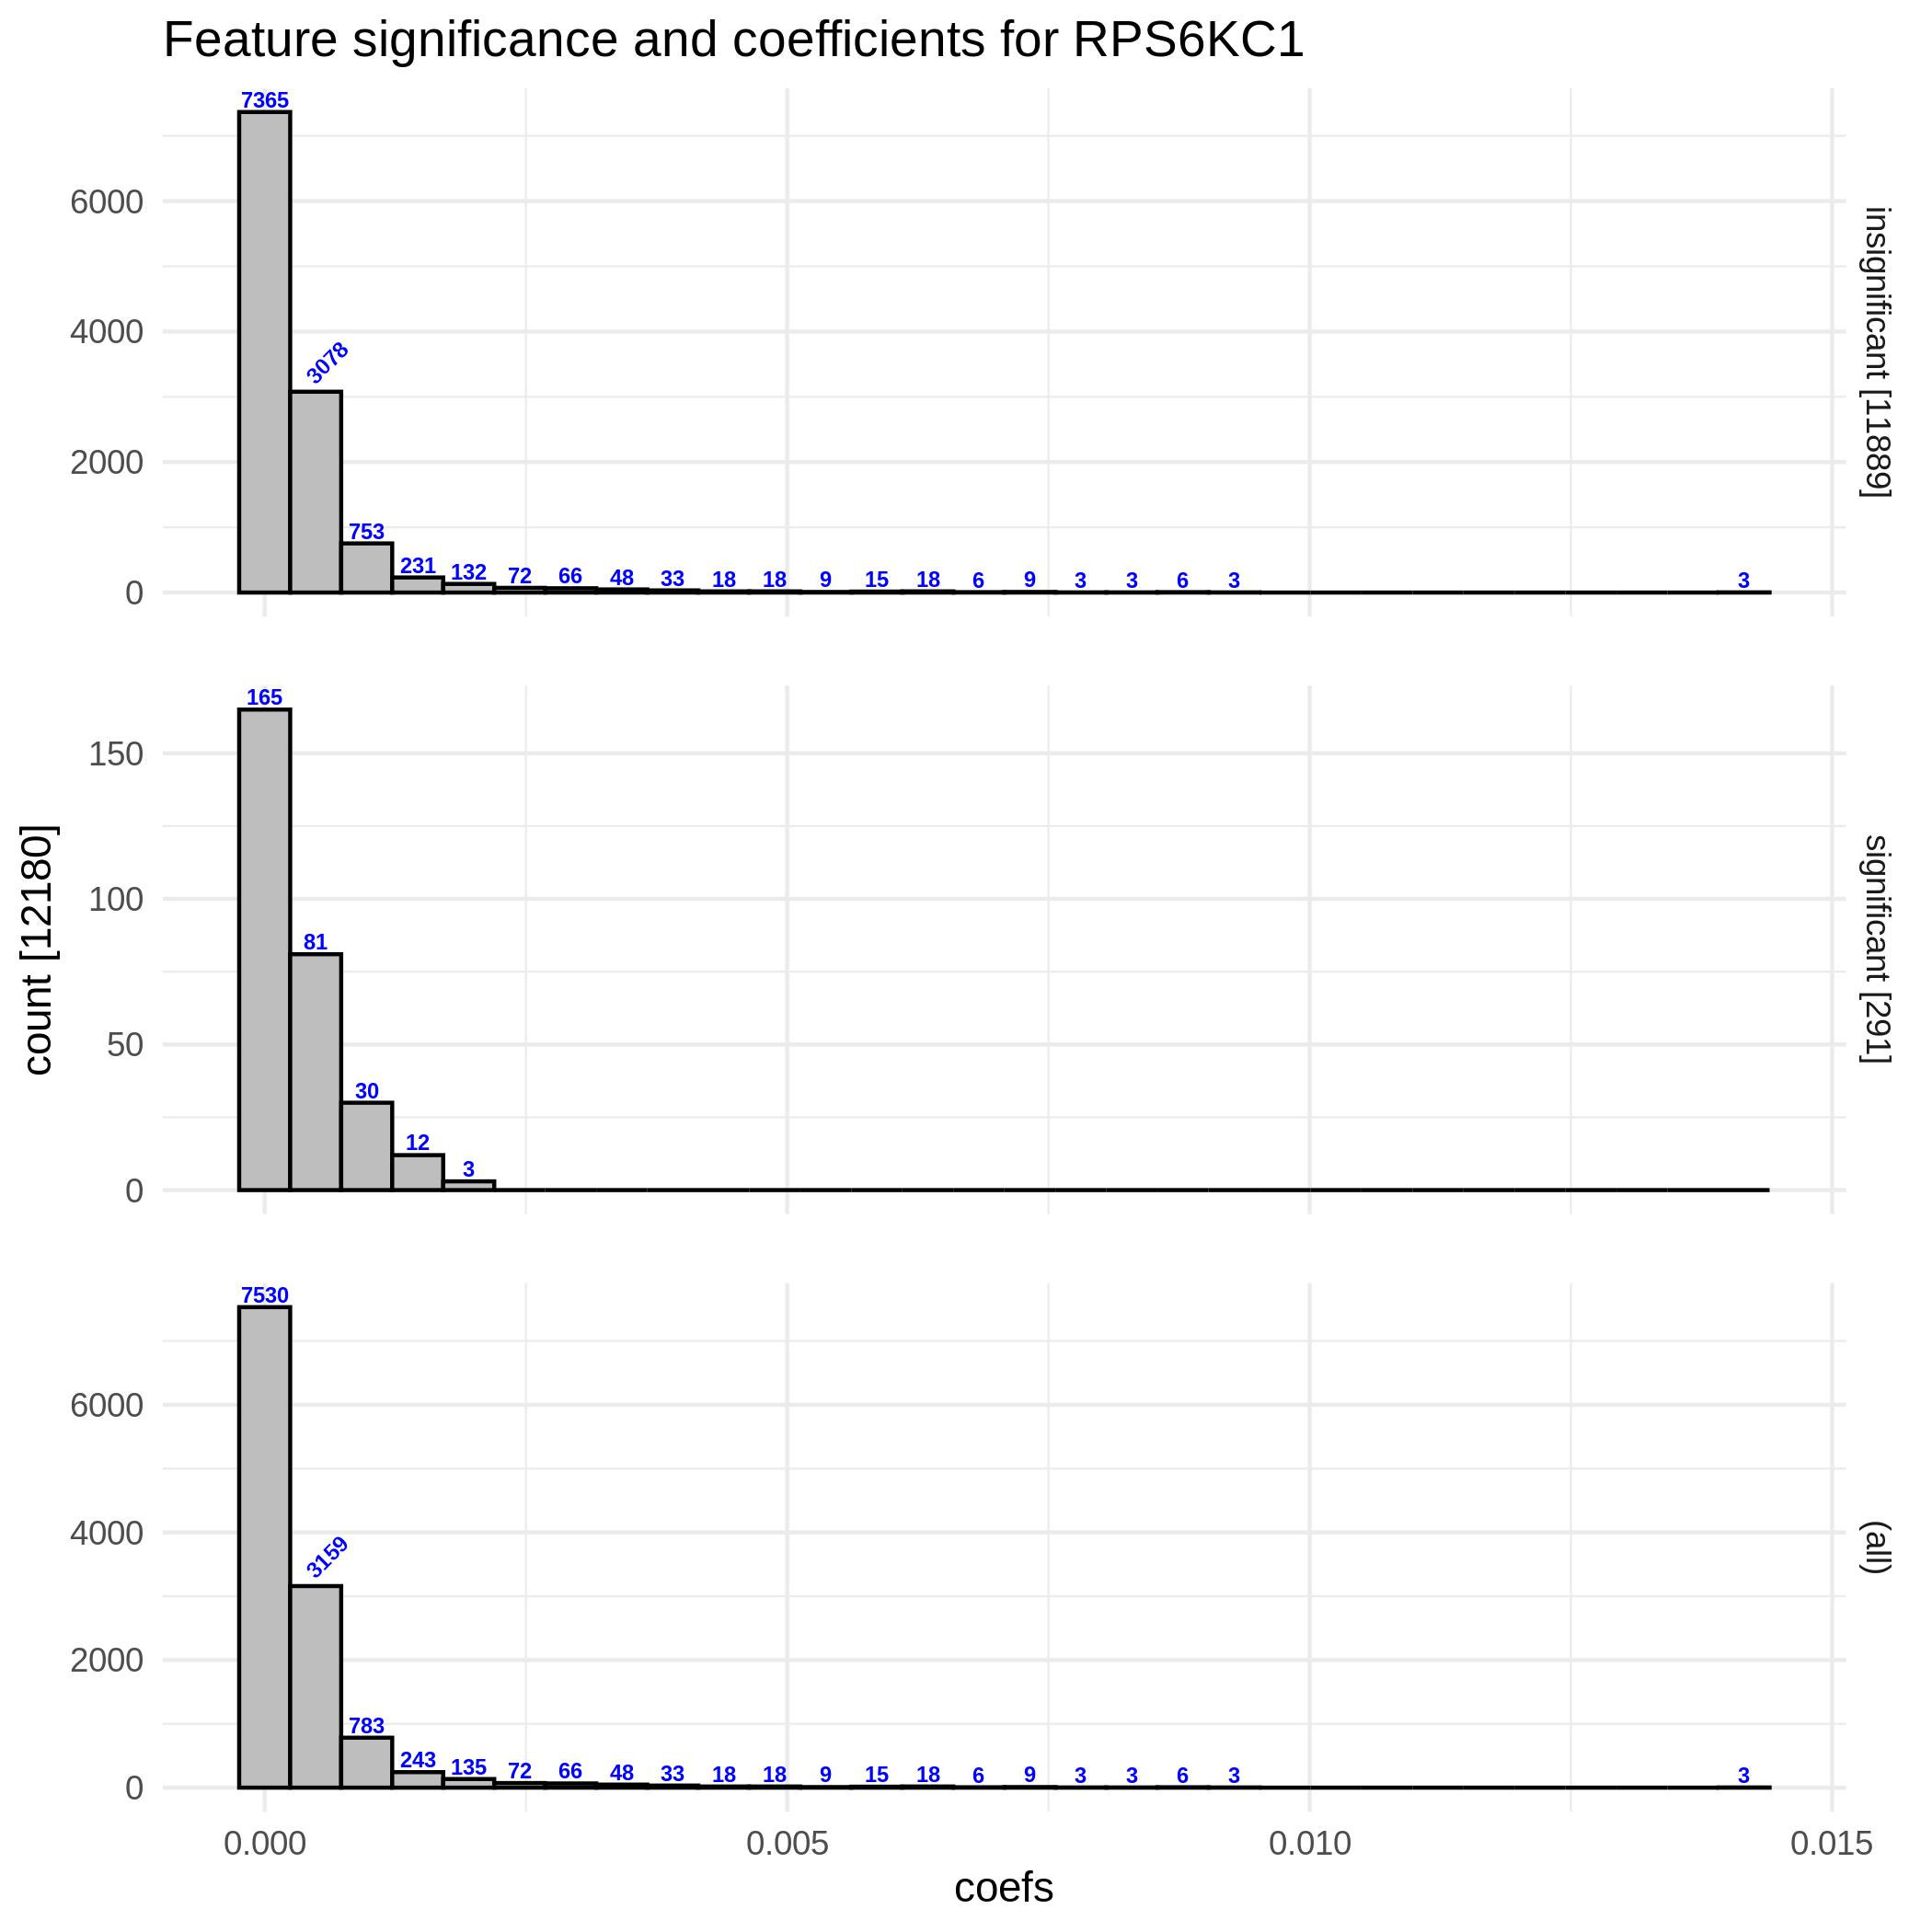 Feature significance and coefficients for RPS6KC1
7365
6000
4000
3078
2000
753
231 132 72 66 48 33 18 18 9 15 18 6 9 3 3 6 3 3
0
insignificant [11889]
165
150
100
81
50
30
12
3
0
significant [291]
count [12180]
7530
6000
4000
3159
2000
783
243 135 72 66 48 33 18 18 9 15 18 6 9 3 3 6 3 3
0
(all)
0.000 0.005 0.010 0.015
coefs